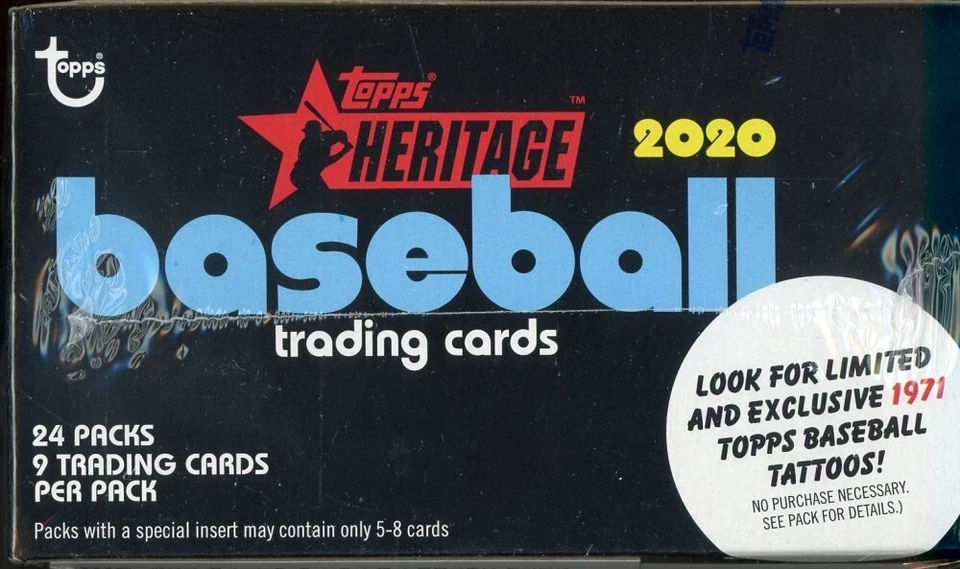 Topps®
Topps®
HERITAGE™
2020
baseball
trading cards
LOOK FOR LIMITED
AND EXCLUSIVE 1971
TOPPS BASEBALL
TATTOOS!
NO PURCHASE NECESSARY.
SEE PACK FOR DETAILS.)
24 PACKS
9 TRADING CARDS
PER PACK
Packs with a special insert may contain only 5-8 cards